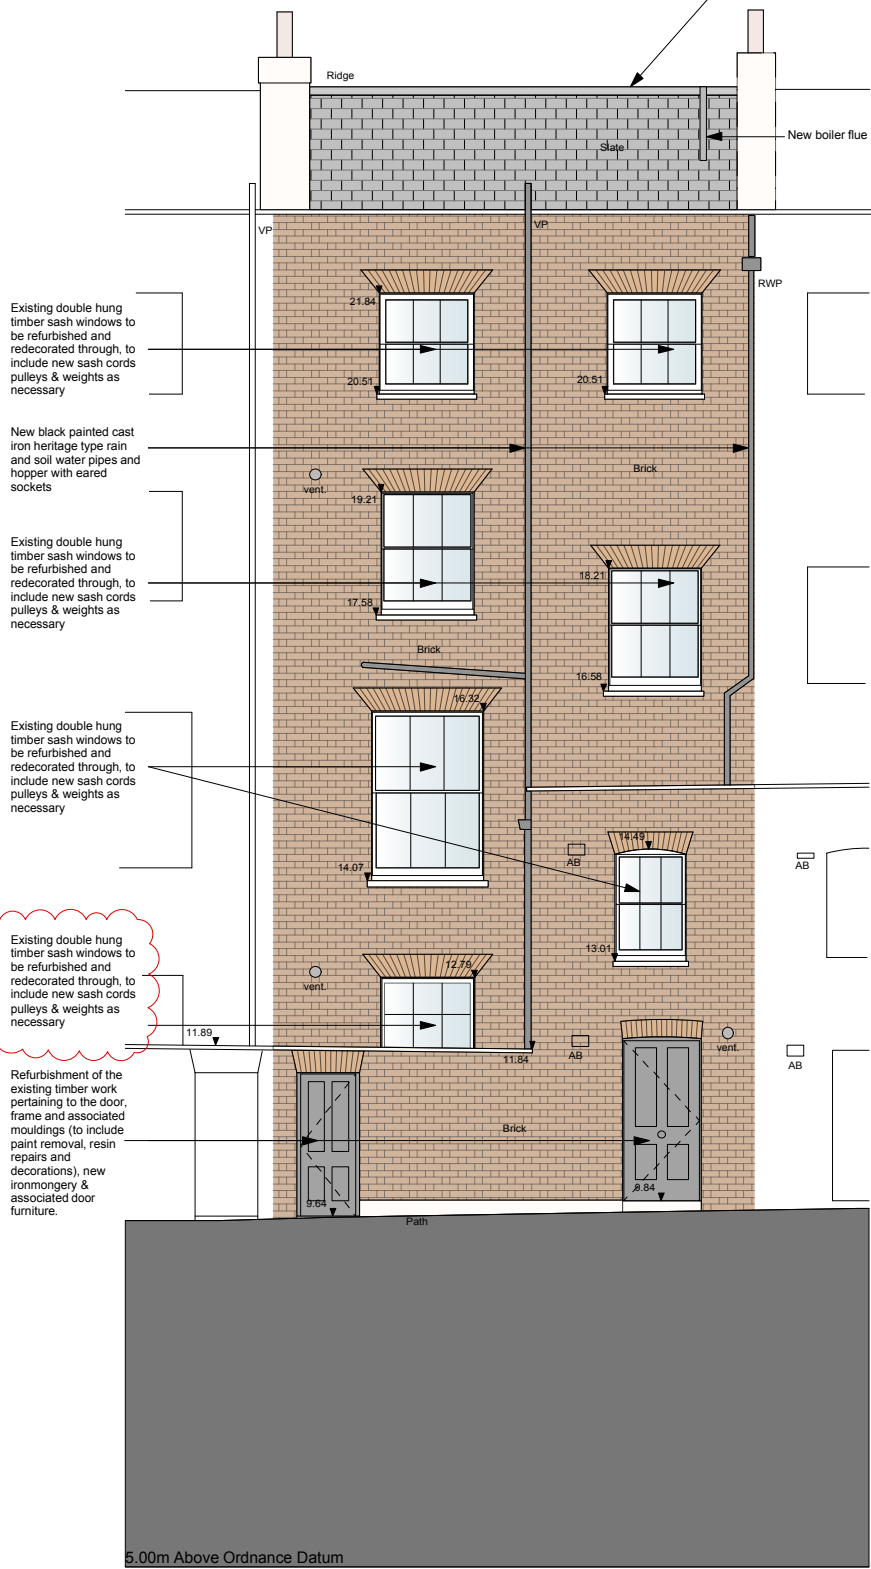 Ridge
New boiler flue
Slate
VP
VP
RWP
21.84
20.51
20.51
Existing double hung
timber sash windows to
be refurbished and
redecorated through, to
include new sash cords
pulleys & weights as
necessary
New black painted cast
iron heritage type rain
and soil water pipes and
hopper with eared
sockets
Brick
vent.
19.21
Existing double hung
timber sash windows to
be refurbished and
redecorated through, to
include new sash cords
pulleys & weights as
necessary
18.21
17.58
Brick
16.58
16.32
Existing double hung
timber sash windows to
be refurbished and
redecorated through, to
include new sash cords
pulleys & weights as
necessary
14.49
AB
AB
14.07
13.01
Existing double hung
timber sash windows to
be refurbished and
redecorated through, to
include new sash cords
pulleys & weights as
necessary
12.79
vent.
11.89
11.84
AB
vent.
AB
Refurbishment of the
existing timber work
pertaining to the door,
frame and associated
mouldings (to include
paint removal, resin
repairs and
decorations), new
ironmongery &
associated door
furniture.
Brick
9.84
9.64
Path
5.00m Above Ordnance Datum